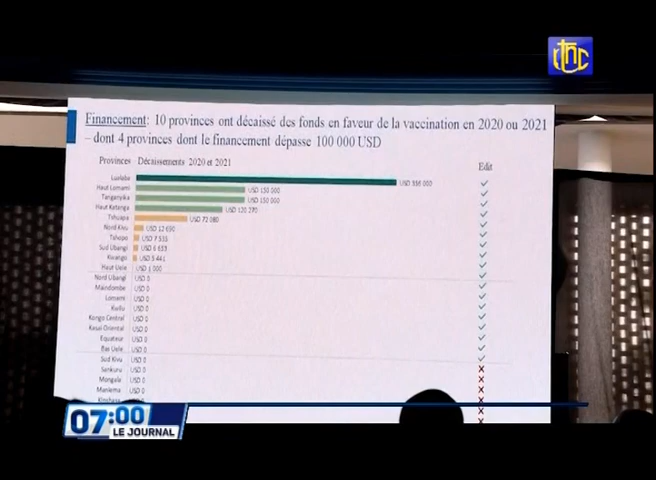 rtnc
Financement: 10 provinces ont décaissé des fonds en faveur de la vaccination en 2020 ou 2021
– dont 4 provinces dont le financement dépasse 100 000 USD
Provinces Décaissements 2020 et 2021 Edit
Lualaba
Haut Lomami USD 150 000
Tanganyika USD 150 000
Haut Katanga USD 120 270
Tshuapa USD 72 080
Nord Kivu USD 12 690
Tshopo USD 7 535
Sud Ubangi USD 6 633
Kwango USD 5 441
Haut Uele USD 1 000
Nord Ubangi USD 0
Maindombe USD 0
Lomami USD 0
Kwilu USD 0
Kongo Central USD 0
Kasai Oriental USD 0
Equateur USD 0
Bas Uele USD 0
Sud Kivu USD 0
Sankuru USD 0
Mongala USD 0
Maniema USD 0
Kinshasa
07:00
LE JOURNAL